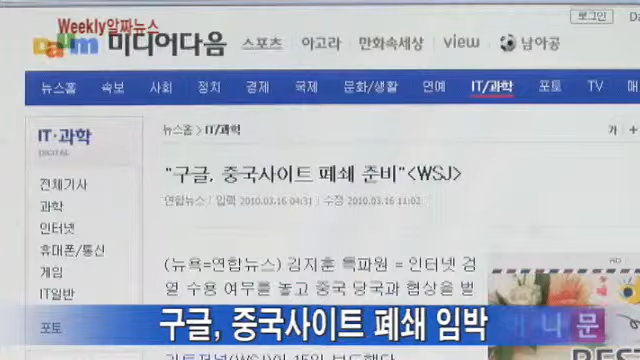 Weekly알짜뉴스
로그인
Daum 미디어다음 스포츠 아고라 만화속세상 view 남아공
뉴스홈 속보 사회 정치 경제 국제 문화/생활 연예 IT/과학 포토 TV
IT·과학
DIGITAL
전체기사
과학
인터넷
휴대폰/통신
게임
IT일반
포토
뉴스홈 > IT/과학
가 +
"구글, 중국사이트 폐쇄 준비"<WSJ>
연합뉴스 | 입력 2010.03.16 04:31 | 수정 2010.03.16 11:02
(뉴욕=연합뉴스) 김지훈 특파원 = 인터넷 검
열 수용 여부를 놓고 중국 당국과 협상을 벌
구글, 중국사이트 폐쇄 임박